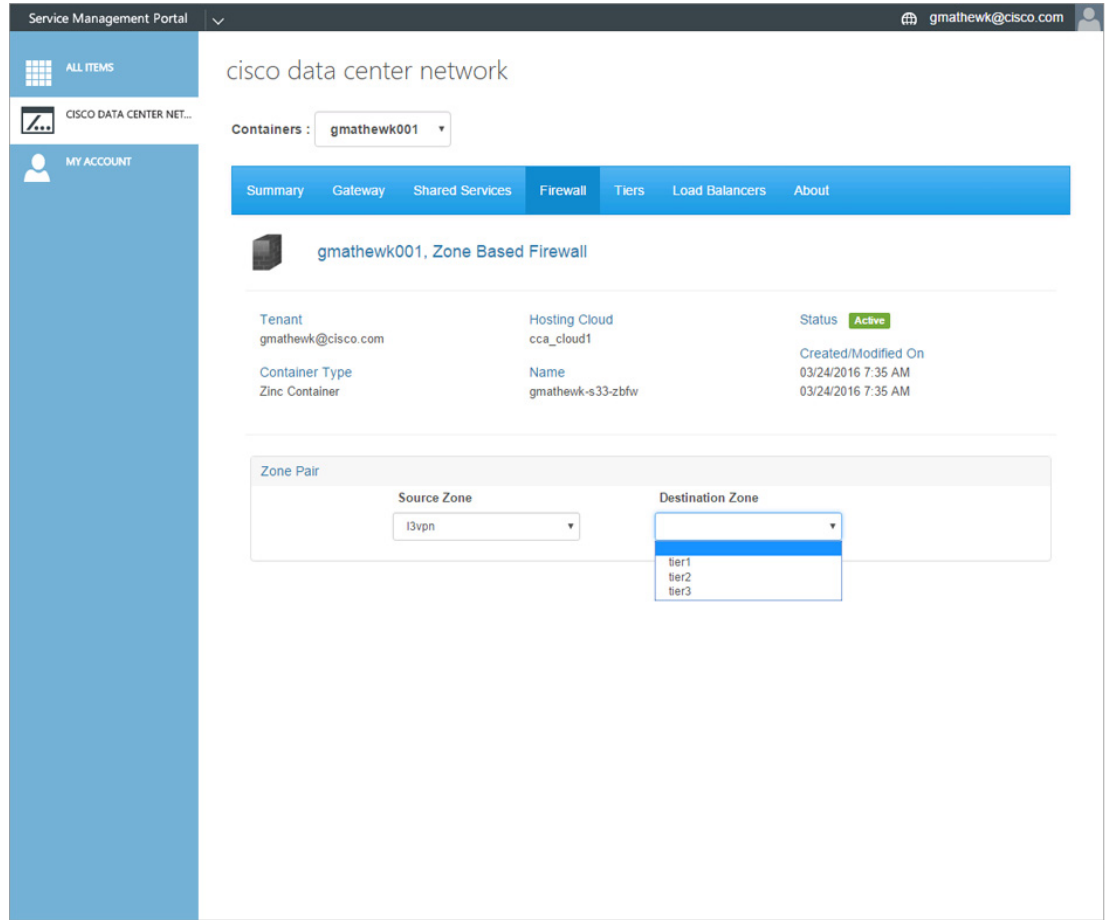 Service Management Portal
gmathewk@cisco.com
ALL ITEMS
CISCO DATA CENTER NET...
MY ACCOUNT
cisco data center network
Containers : gmathewk001
Summary Gateway Shared Services Firewall Tiers Load Balancers About
gmathewk001, Zone Based Firewall
Tenant
gmathewk@cisco.com
Container Type
Zinc Container
Hosting Cloud
cca_cloud1
Name
gmathewk-s33-zbfw
Status Active
Created/Modified On
03/24/2016 7:35 AM
03/24/2016 7:35 AM
Zone Pair
Source Zone
l3vpn
Destination Zone
tier1
tier2
tier3